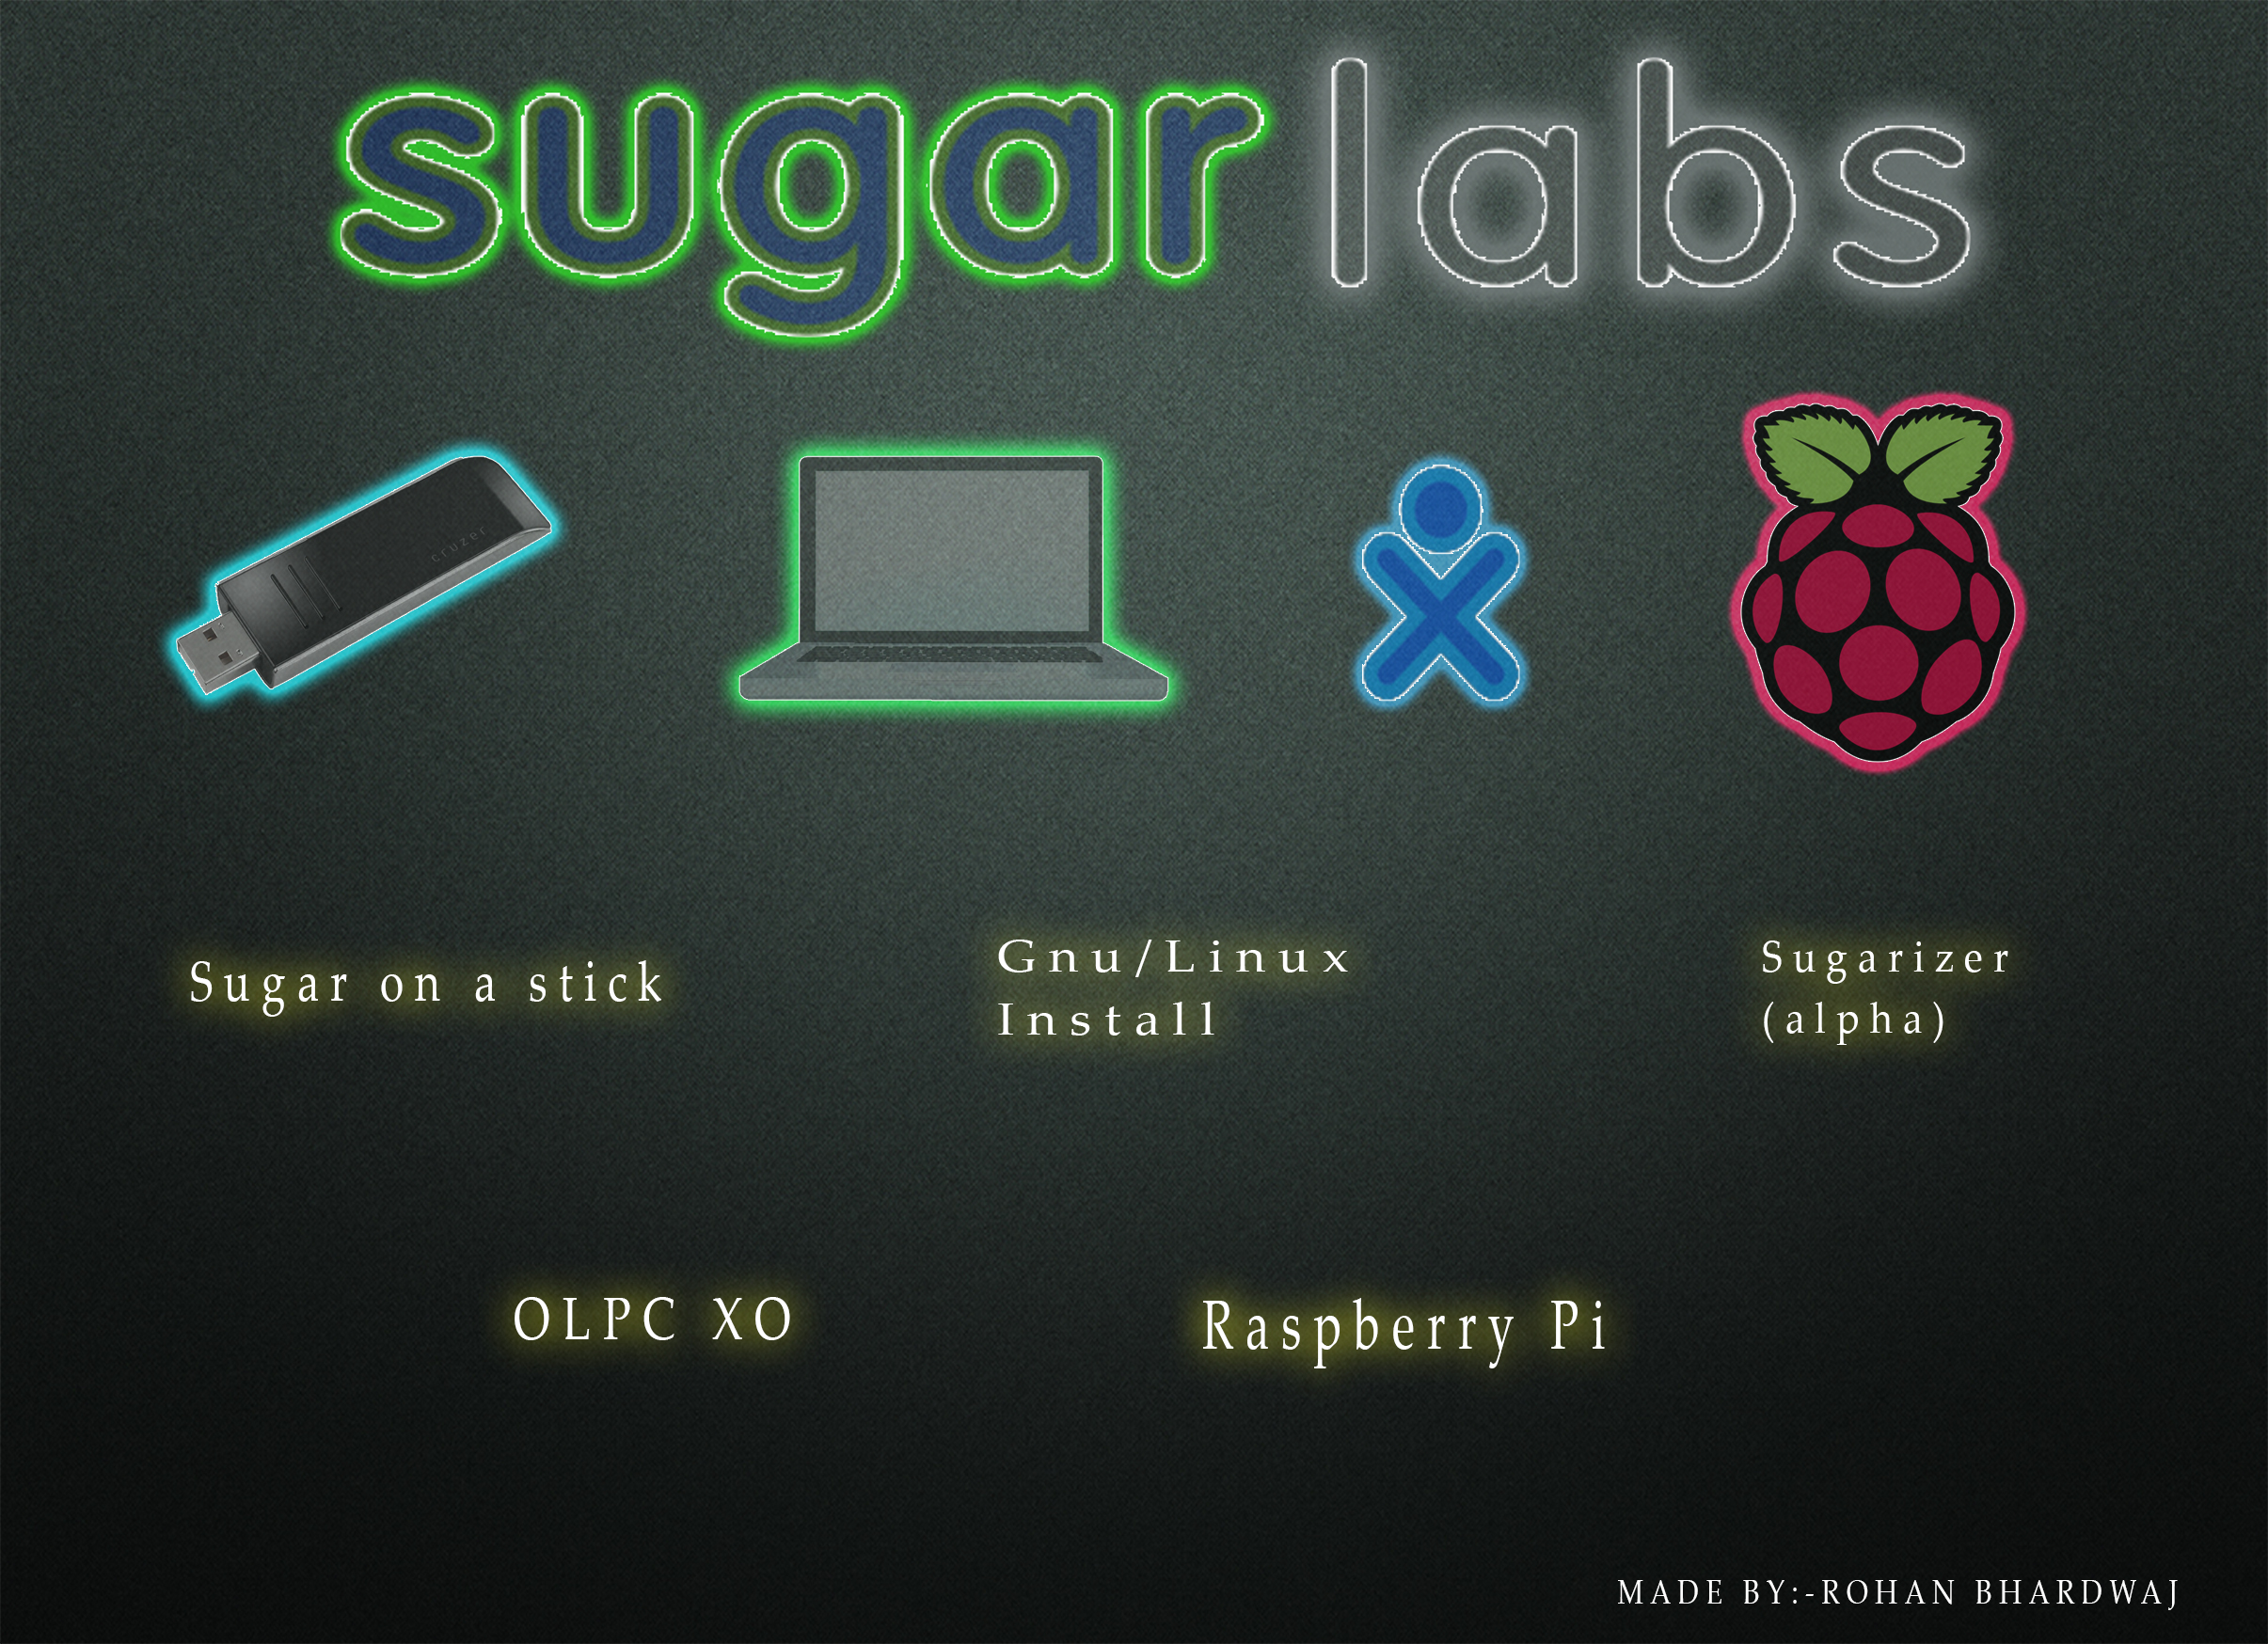 sugar labs
cruzer
Sugar on a stick
Gnu/Linux
Install
Sugarizer
(alpha)
OLPC XO
Raspberry Pi
MADE BY:-ROHAN BHARDWAJ